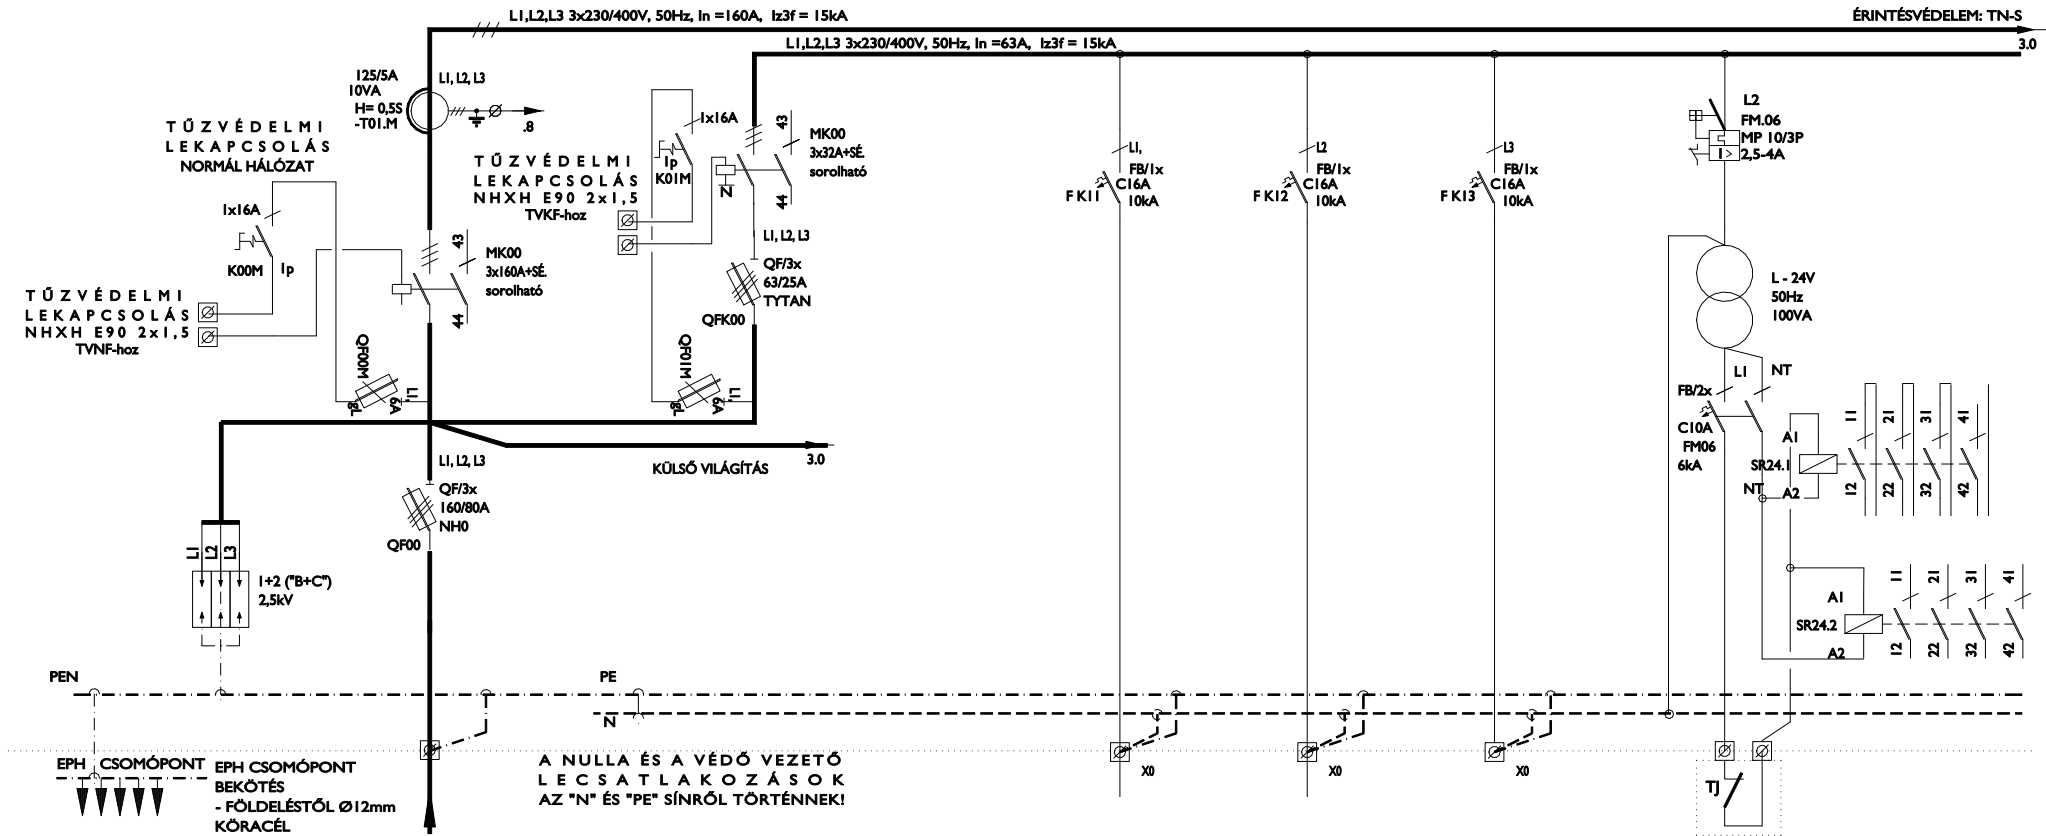 L1,L2,L3 3x230/400V, 50Hz, In =160A, Iz3f = 15kA
ÉRINTÉSVÉDELEM: TN-S
3.0
L1,L2,L3 3x230/400V, 50Hz, In =63A, Iz3f = 15kA
125/5A
10VA
H= 0,5S
-T01.M
L1, L2, L3
.8
TŰZVÉDELMI
LEKAPCSOLÁS
NORMÁL HÁLÓZAT
1x16A
K00M
1p
TŰZVÉDELMI
LEKAPCSOLÁS
NHXH E90 2x1,5
TVNF-hoz
43
44
MK00
3x160A+SÉ.
sorolható
QF00M
gL
L1,
6A
TŰZVÉDELMI
LEKAPCSOLÁS
NHXH E90 2x1,5
TVKF-hoz
1x16A
1p
K01M
N
43
44
MK00
3x32A+SÉ.
sorolható
L1, L2, L3
QF/3x
63/25A
TYTAN
QFK00
QF01M
gL
L1,
6A
KÜLSŐ VILÁGÍTÁS
3.0
L1, L2, L3
QF/3x
160/80A
NH0
QF00
L1
L2
L3
1+2 ("B+C")
2,5kV
L1,
FB/1x
C16A
10kA
FK11
L2
FB/1x
C16A
10kA
FK12
L3
FB/1x
C16A
10kA
FK13
L2
FM.06
MP 10/3P
2,5-4A
I >
L - 24V
50Hz
100VA
L1
NT
FB/2x
C10A
FM06
6kA
A1
SR24.1
NT
A2
11
21
31
41
12
22
32
42
A1
SR24.2
A2
11
21
31
41
12
22
32
42
PEN
PE
N
EPH CSOMÓPONT
EPH CSOMÓPONT
BEKÖTÉS
- FÖLDELÉSTŐL Ø12mm
KÖRACÉL
A NULLA ÉS A VÉDŐ VEZETŐ
LECSATLAKOZÁSOK
AZ "N" ÉS "PE" SÍNRŐL TÖRTÉNNEK!
X0
X0
X0
TJ